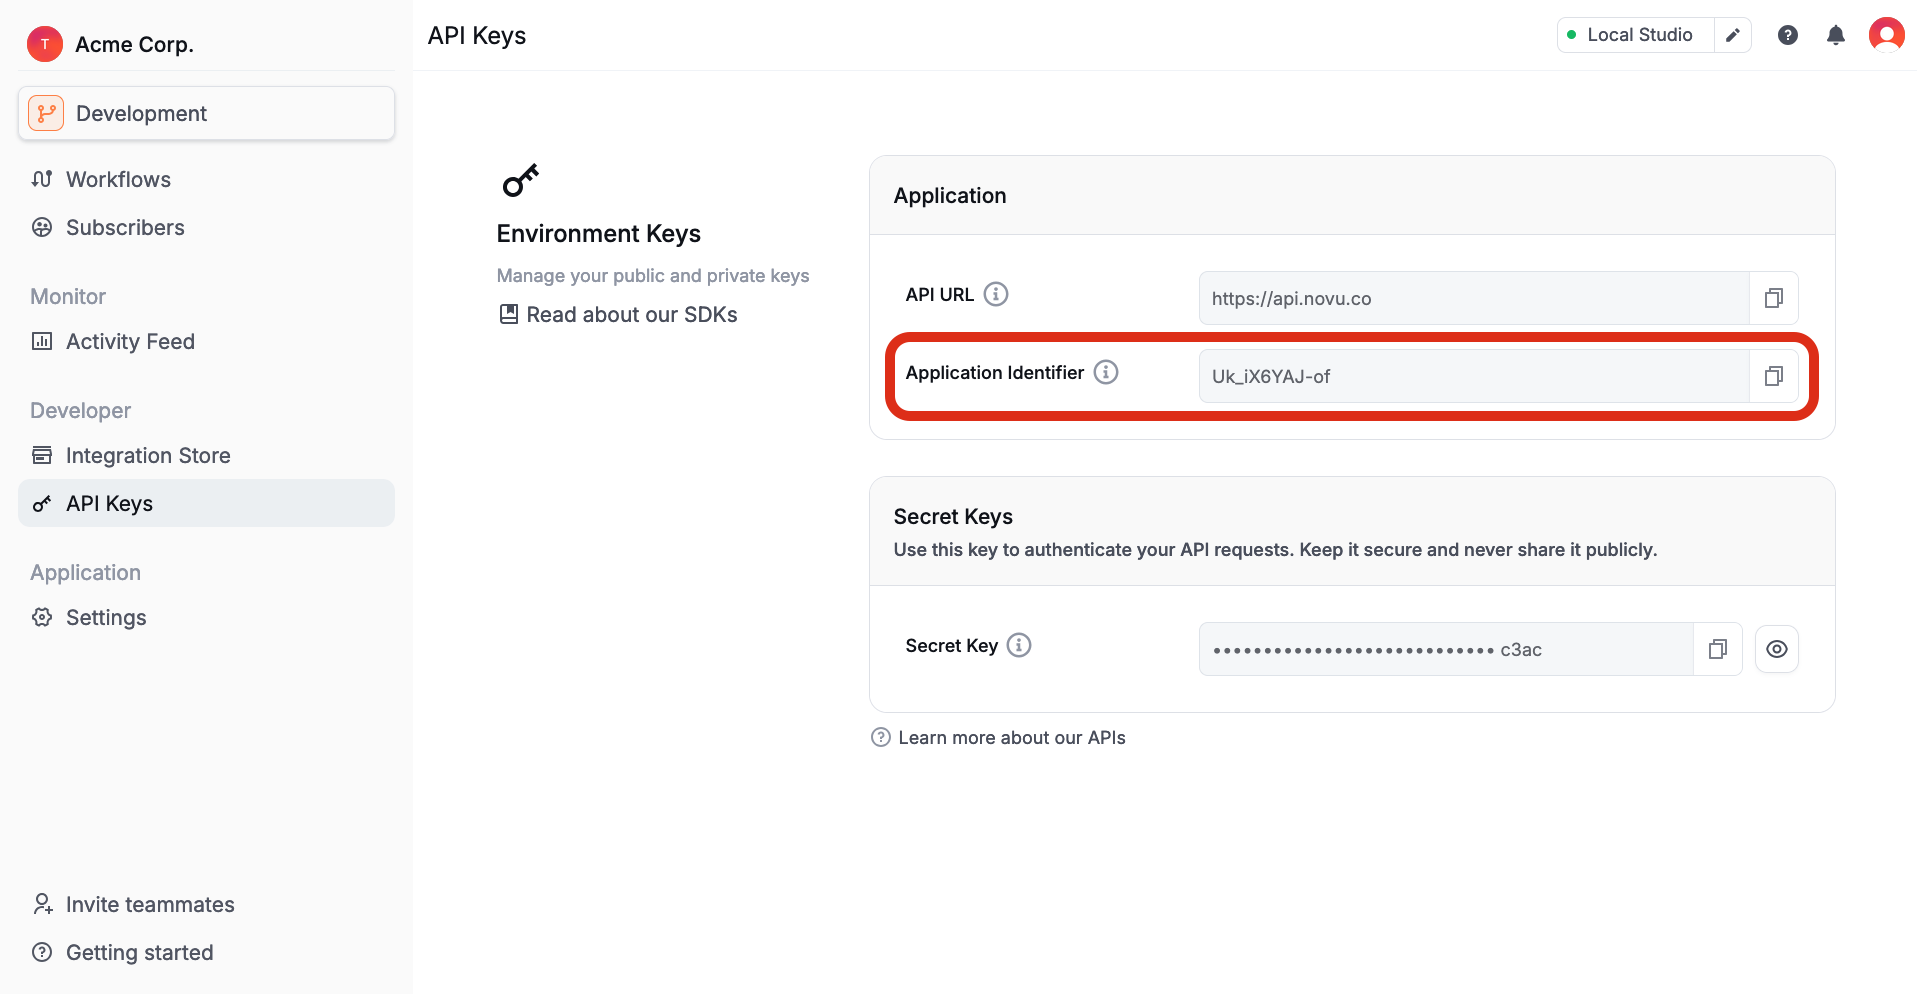 T
Acme Corp.
Development
Workflows
Subscribers
Monitor
Activity Feed
Developer
Integration Store
API Keys
Application
Settings
Invite teammates
Getting started
API Keys
Local Studio
Environment Keys
Manage your public and private keys
Read about our SDKs
Application
API URL
https://api.novu.co
Application Identifier
Uk_iX6YAJ-of
Secret Keys
Use this key to authenticate your API requests. Keep it secure and never share it publicly.
Secret Key
•••••••••••••••••••••••••••• c3ac
Learn more about our APIs